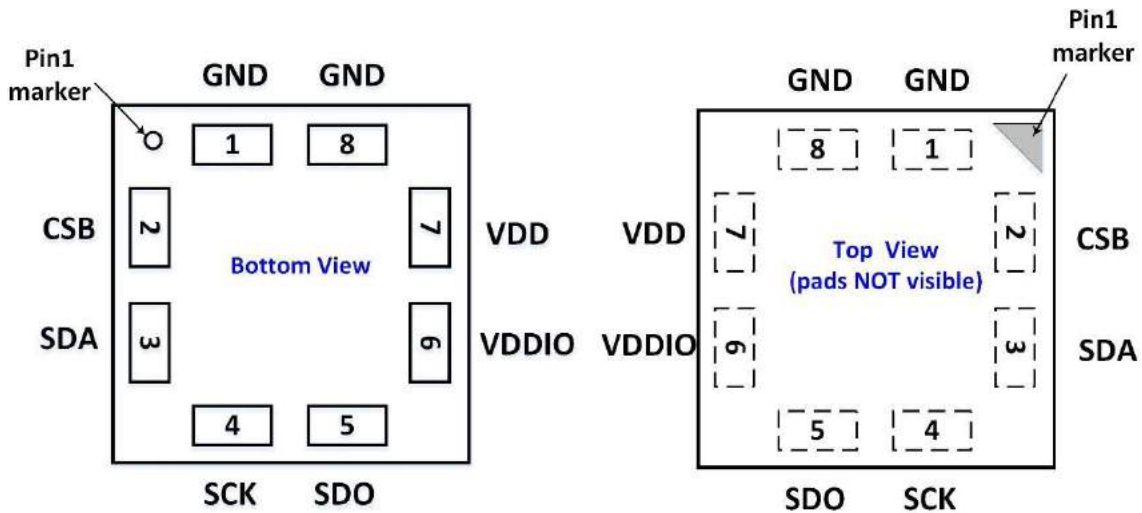 Pin1
marker
GND GND
1 8
CSB 2 7 VDD
Bottom View
SDA 3 6 VDDIO
4 5
SCK SDO
Pin1
marker
GND GND
8 1
VDD 7 2 CSB
Top View
(pads NOT visible)
VDDIO 6 3 SDA
5 4
SDO SCK